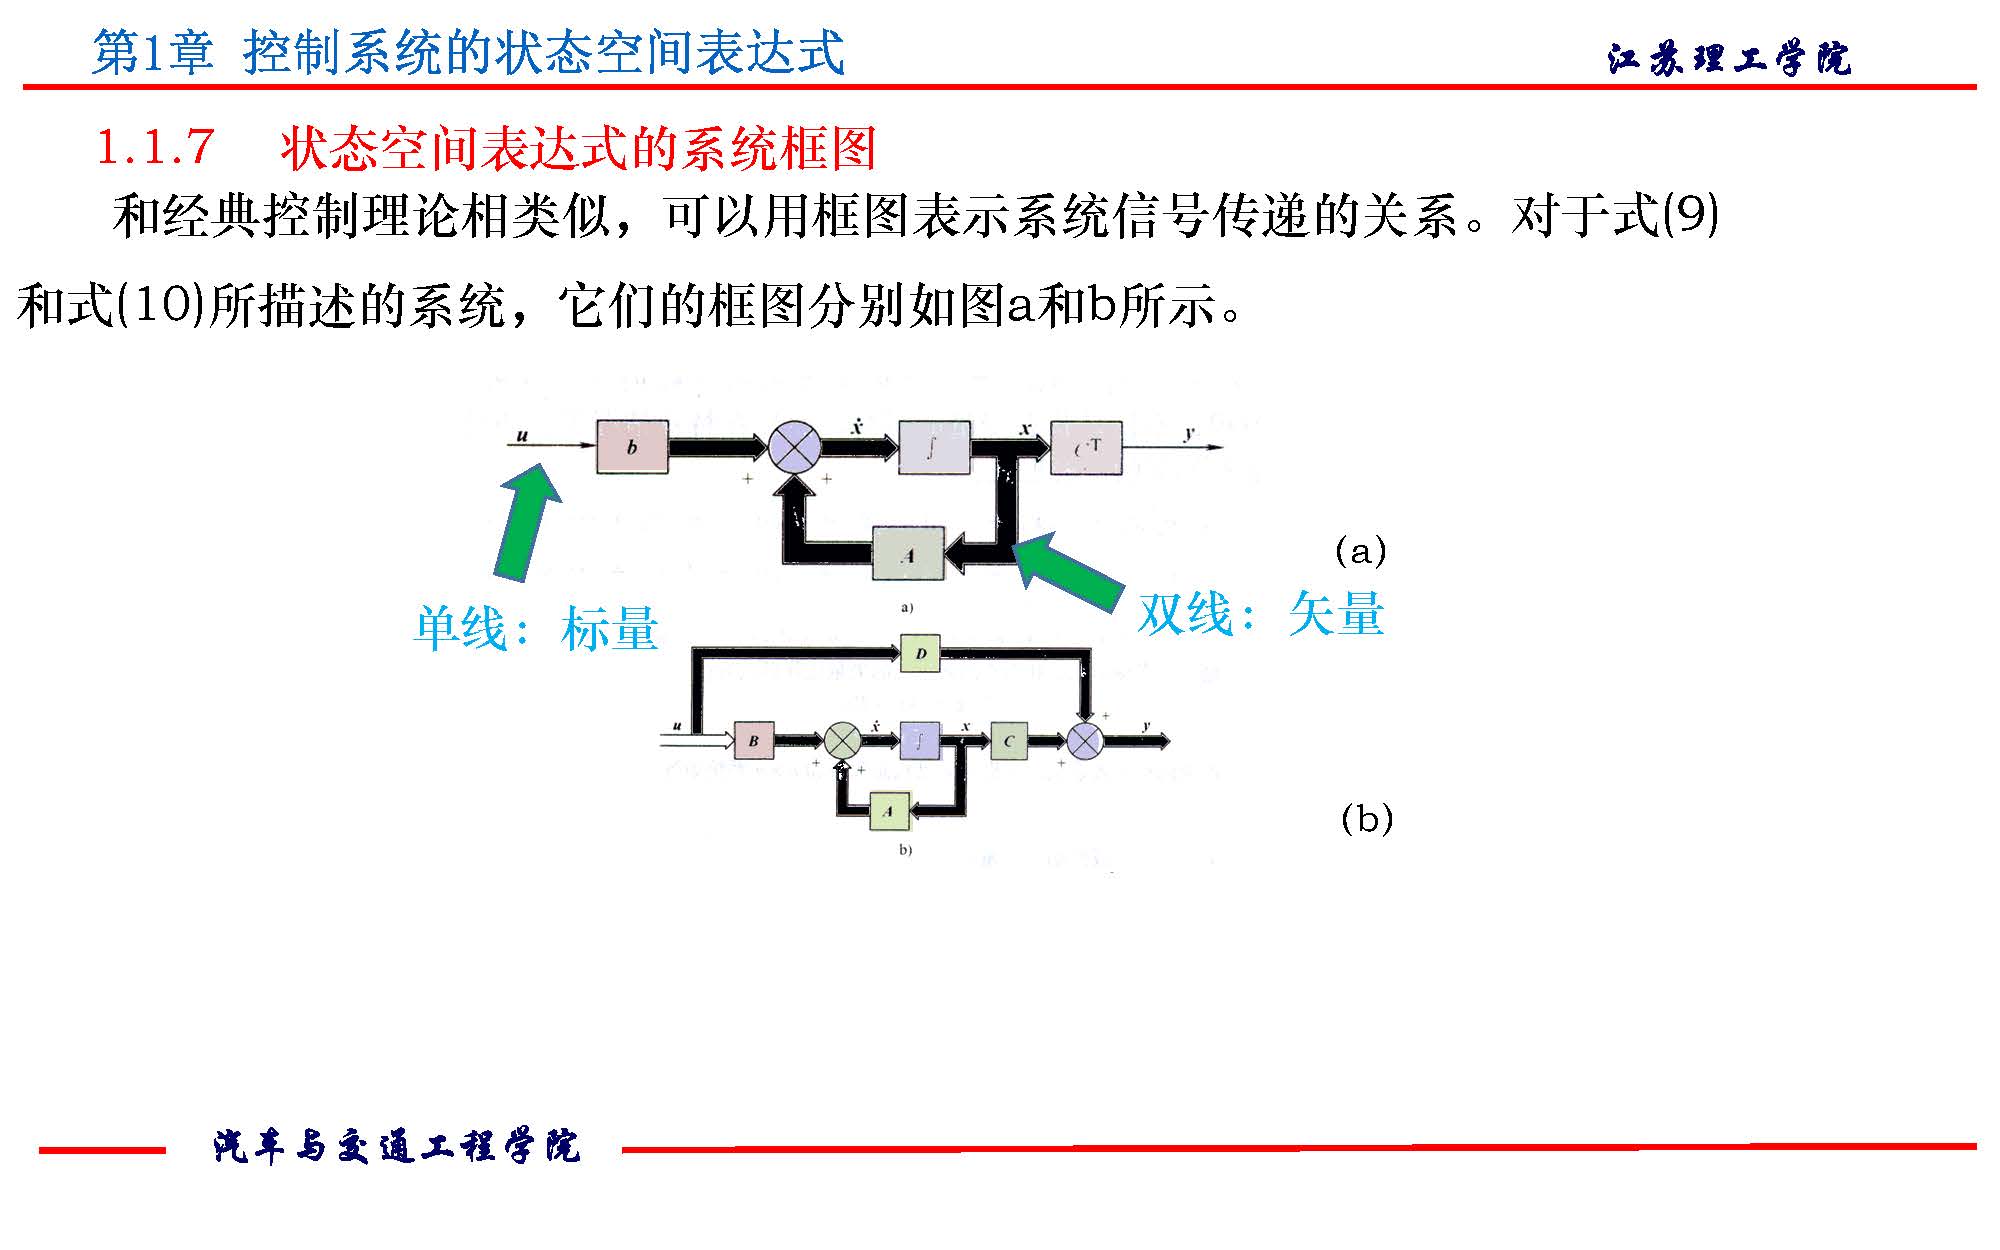 第1章 控制系统的状态空间表达式
江苏理工学院
1.1.7 状态空间表达式的系统框图
和经典控制理论相类似，可以用框图表示系统信号传递的关系。对于式(9)
和式(10)所描述的系统，它们的框图分别如图a和b所示。
u b ẋ ∫ x y
+ +
A
(a)
a)
单线：标量
双线：矢量
D
u B ẋ ∫ x C + y
+ + +
A
(b)
b)
汽车与交通工程学院